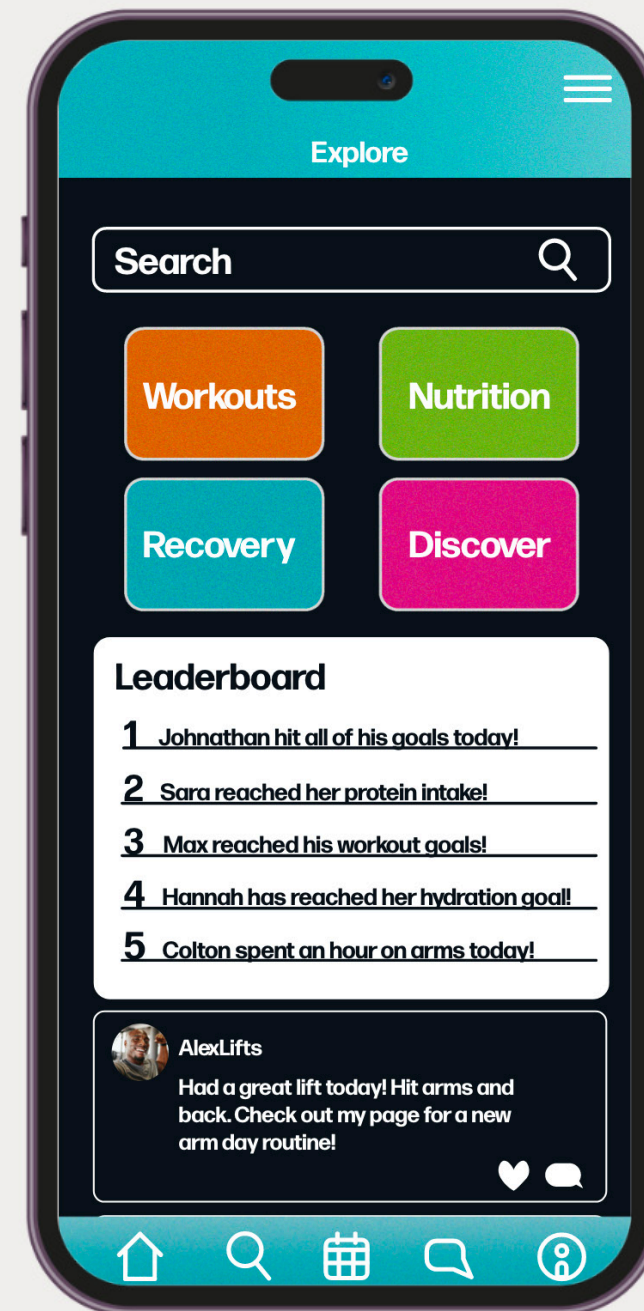 Explore
Search
Workouts
Nutrition
Recovery
Discover
Leaderboard
1 Johnathan hit all of his goals today!
2 Sara reached her protein intake!
3 Max reached his workout goals!
4 Hannah has reached her hydration goal!
5 Colton spent an hour on arms today!
AlexLifts
Had a great lift today! Hit arms and
back. Check out my page for a new
arm day routine!